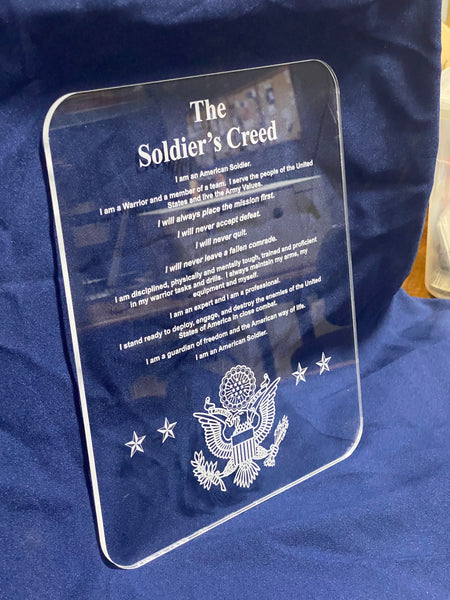 The
Soldier's Creed
I am an American Soldier.
I am a Warrior and a member of a team. I serve the people of the United
States and live the Army Values.
I will always place the mission first.
I will never accept defeat.
I will never quit.
I will never leave a fallen comrade.
I am disciplined, physically and mentally tough, trained and proficient
in my warrior tasks and drills. I always maintain my arms, my
equipment and myself.
I am an expert and I am a professional.
I stand ready to deploy, engage, and destroy the enemies of the United
States of America in close combat.
I am a guardian of freedom and the American way of life.
I am an American Soldier.